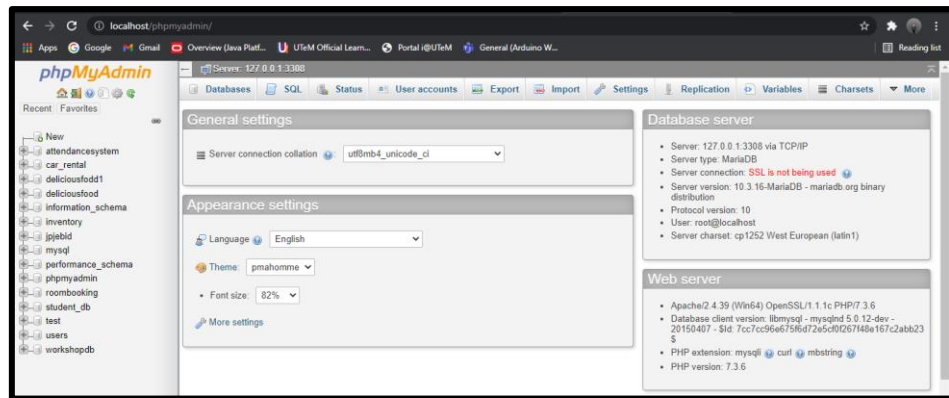 localhost/phpmyadmin/
Apps Google Gmail Overview (Java Platf... UTeM Official Learn... Portal i@UTeM General (Arduino W... Reading list
phpMyAdmin
Recent Favorites
New
attendancesystem
car_rental
deliciousfodd1
deliciousfood
information_schema
inventory
jpjebid
mysql
performance_schema
phpmyadmin
roombooking
student_db
test
users
workshopdb
Server: 127.0.0.1:3308
Databases SQL Status User accounts Export Import Settings Replication Variables Charsets More
General settings
Server connection collation utf8mb4_unicode_ci
Appearance settings
Language English
Theme: pmahomme
Font size: 82%
More settings
Database server
Server: 127.0.0.1:3308 via TCP/IP
Server type: MariaDB
Server connection: SSL is not being used
Server version: 10.3.16-MariaDB - mariadb.org binary
distribution
Protocol version: 10
User: root@localhost
Server charset: cp1252 West European (latin1)
Web server
Apache/2.4.39 (Win64) OpenSSL/1.1.1c PHP/7.3.6
Database client version: libmysql - mysqlnd 5.0.12-dev -
20150407 - $Id: 7cc7cc96e675f6d72e5cf0f267f48e167c2abb23
$
PHP extension: mysqli curl mbstring
PHP version: 7.3.6